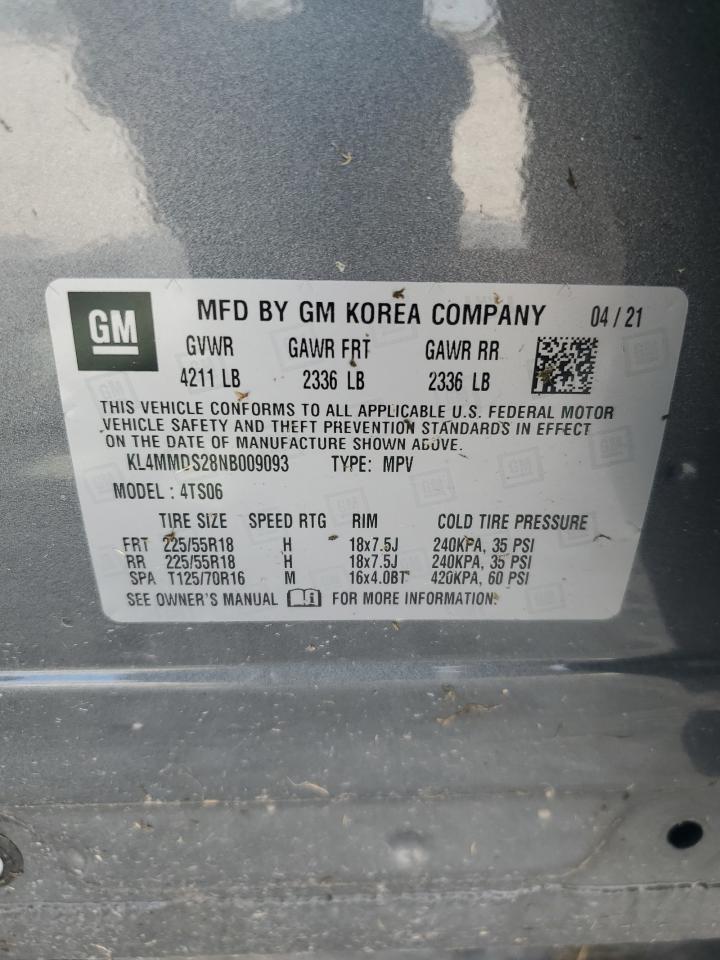 GM MFD BY GM KOREA COMPANY 04 / 21
GVWR GAWR FRT GAWR RR
4211 LB 2336 LB 2336 LB
THIS VEHICLE CONFORMS TO ALL APPLICABLE U.S. FEDERAL MOTOR
VEHICLE SAFETY AND THEFT PREVENTION STANDARDS IN EFFECT
ON THE DATE OF MANUFACTURE SHOWN ABOVE.
KL4MMDS28NB009093 TYPE: MPV
MODEL : 4TS06
TIRE SIZE SPEED RTG RIM COLD TIRE PRESSURE
FRT 225/55R18 H 18x7.5J 240KPA, 35 PSI
RR 225/55R18 H 18x7.5J 240KPA, 35 PSI
SPA T125/70R16 M 16x4.0BT 420KPA, 60 PSI
SEE OWNER'S MANUAL FOR MORE INFORMATION.